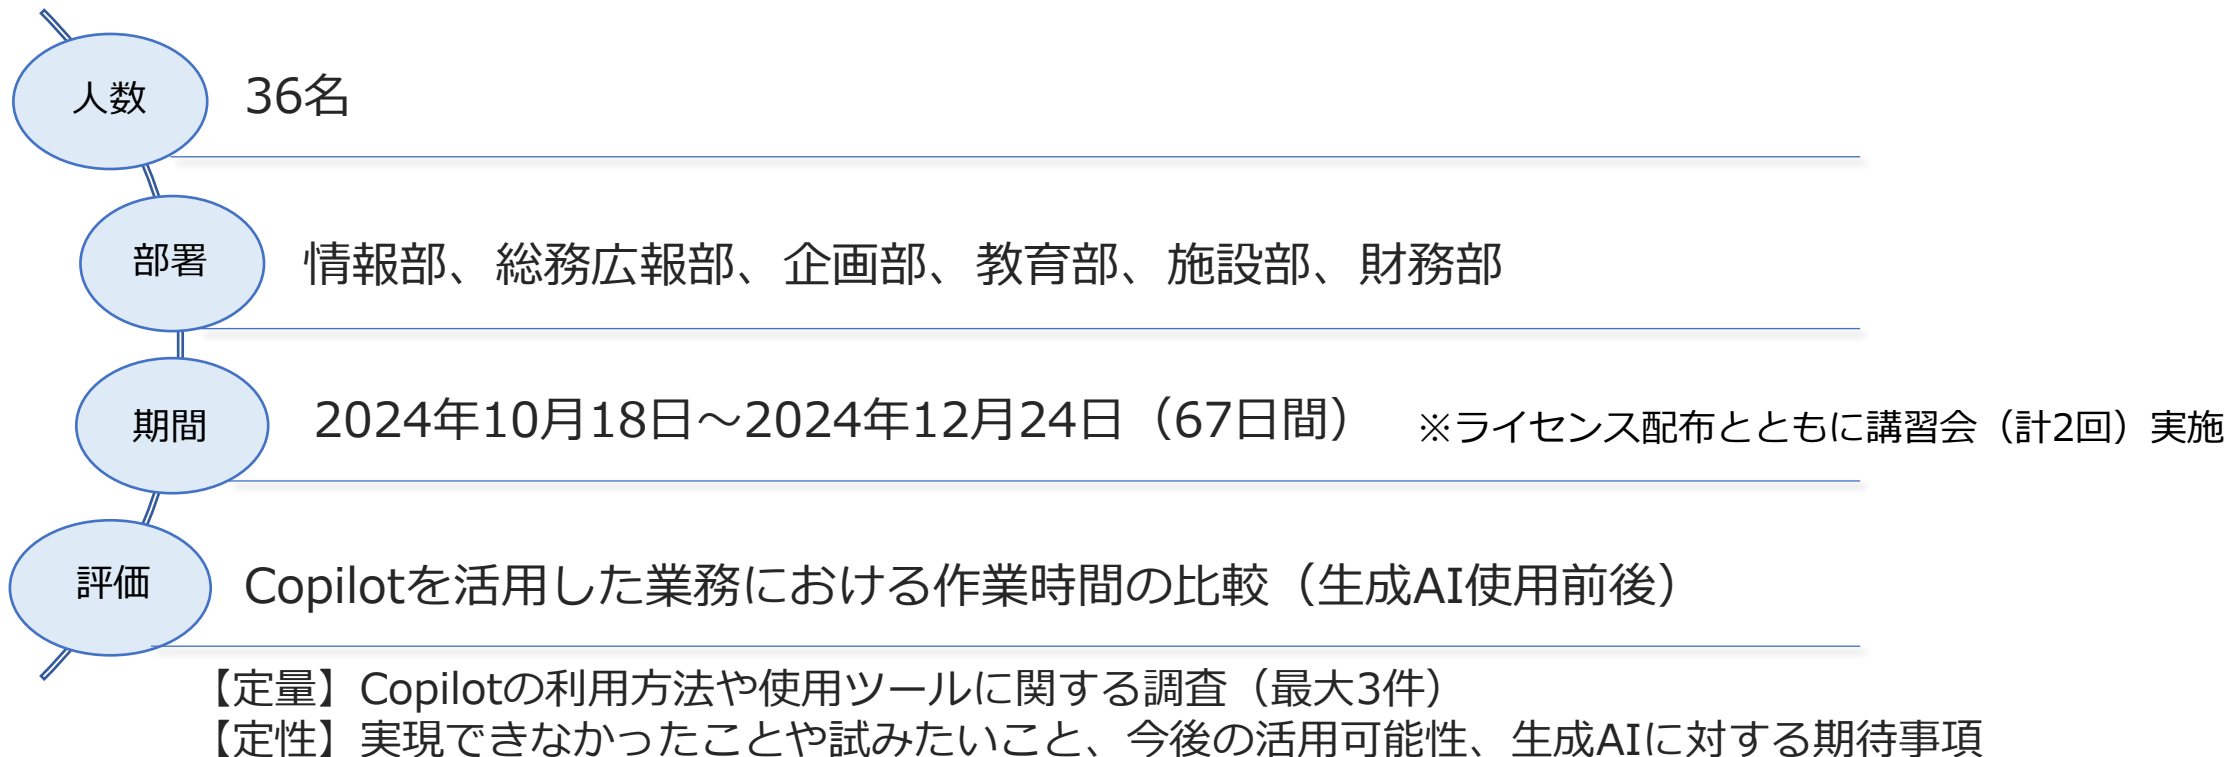 人数
36名
部署
情報部、総務広報部、企画部、教育部、施設部、財務部
期間
2024年10月18日～2024年12月24日（67日間）
※ライセンス配布とともに講習会（計2回）実施
評価
Copilotを活用した業務における作業時間の比較（生成AI使用前後）
【定量】Copilotの利用方法や使用ツールに関する調査（最大3件）
【定性】実現できなかったことや試みたいこと、今後の活用可能性、生成AIに対する期待事項